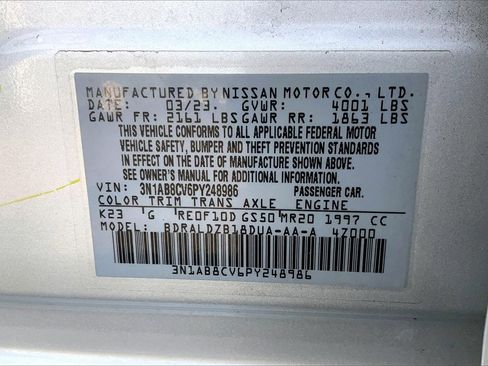 MANUFACTURED BY NISSAN MOTOR CO., LTD.
DATE: 03/23 GVWR: 4001 LBS
GAWR FR: 2161 LBS GAWR RR: 1863 LBS
THIS VEHICLE CONFORMS TO ALL APPLICABLE FEDERAL MOTOR
VEHICLE SAFETY, BUMPER AND THEFT PREVENTION STANDARDS
IN EFFECT ON THE DATE OF MANUFACTURE SHOWN ABOVE.
SEE OWNER'S MANUAL FOR ADDITIONAL INFORMATION.
VIN: 3N1AB8CV6PY248986 PASSENGER CAR.
COLOR TRIM TRANS AXLE ENGINE
K23 G RE0F10D GS50 MR20 1997 CC
MODEL: BDRALDZB18DUA-AA-A 4Z000
3N1AB8CV6PY248986